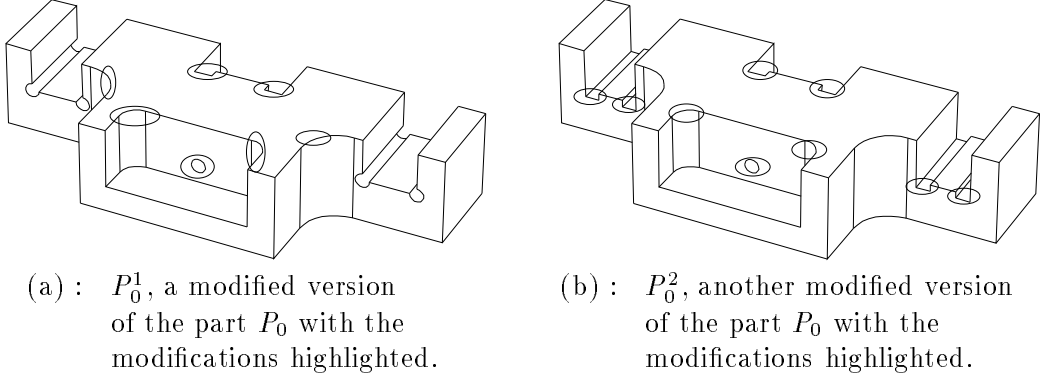 (a) : P_0^1, a modified version
of the part P_0 with the
modifications highlighted.
(b) : P_0^2, another modified version
of the part P_0 with the
modifications highlighted.